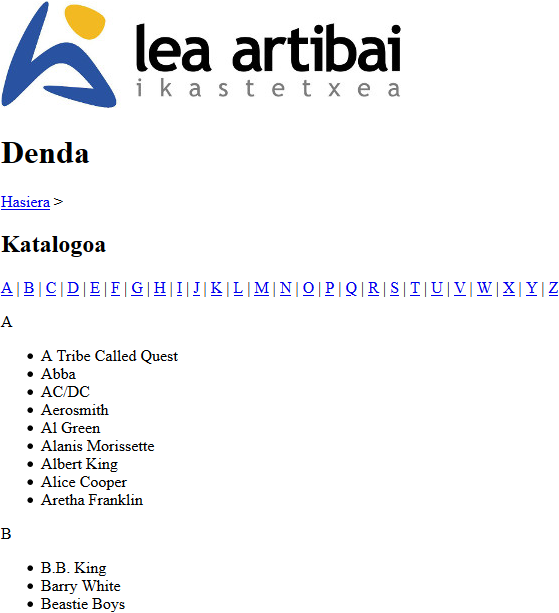 lea artibai
ikastetxea
Denda
Hasiera >
Katalogoa
A | B | C | D | E | F | G | H | I | J | K | L | M | N | O | P | Q | R | S | T | U | V | W | X | Y | Z
A
• A Tribe Called Quest
• Abba
• AC/DC
• Aerosmith
• Al Green
• Alanis Morissette
• Albert King
• Alice Cooper
• Aretha Franklin
B
• B.B. King
• Barry White
• Beastie Boys